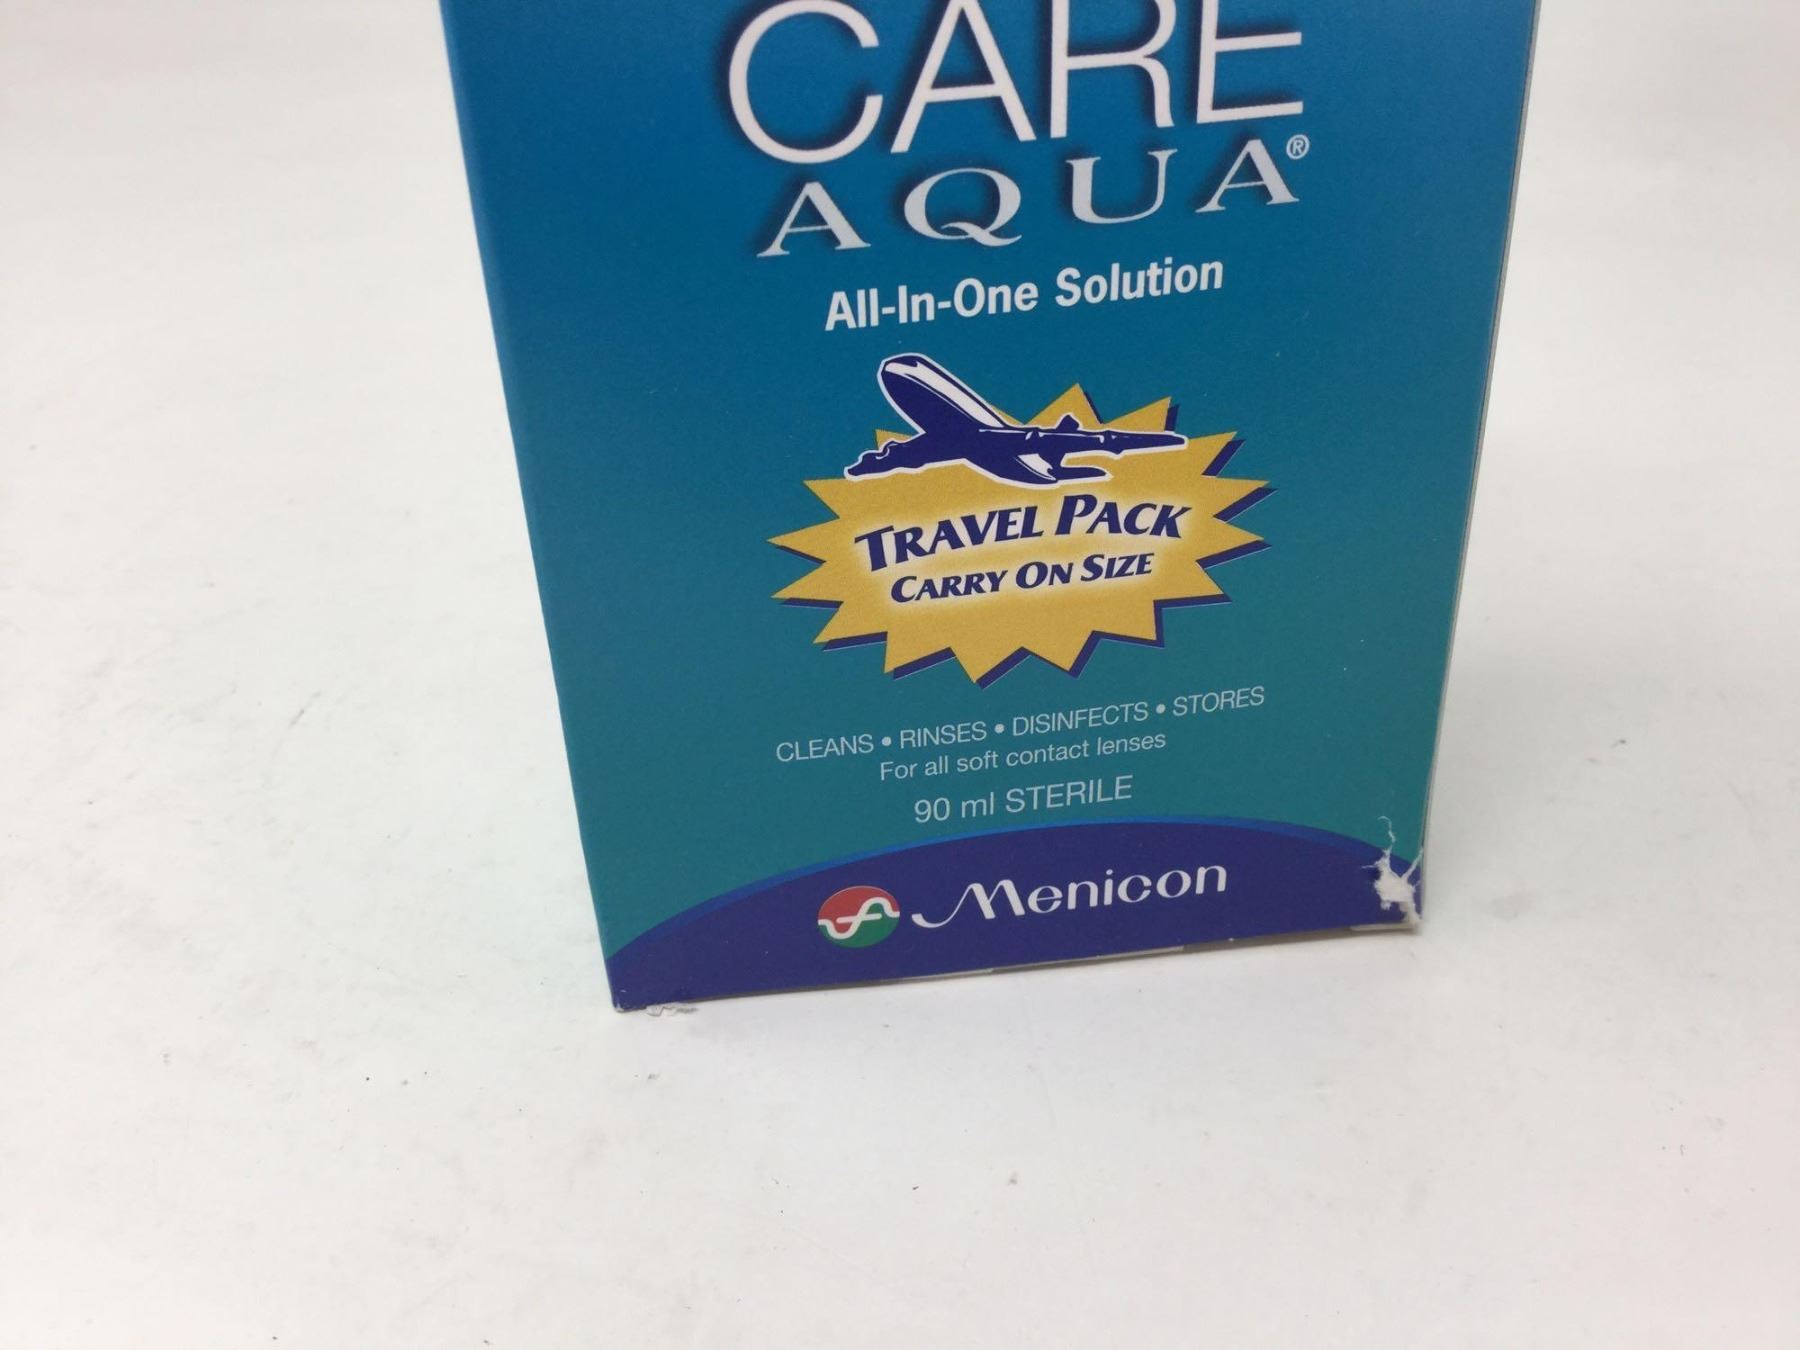 CARE
AQUA®
All-In-One Solution
TRAVEL PACK
CARRY ON SIZE
CLEANS • RINSES • DISINFECTS • STORES
For all soft contact lenses
90 ml STERILE
Menicon